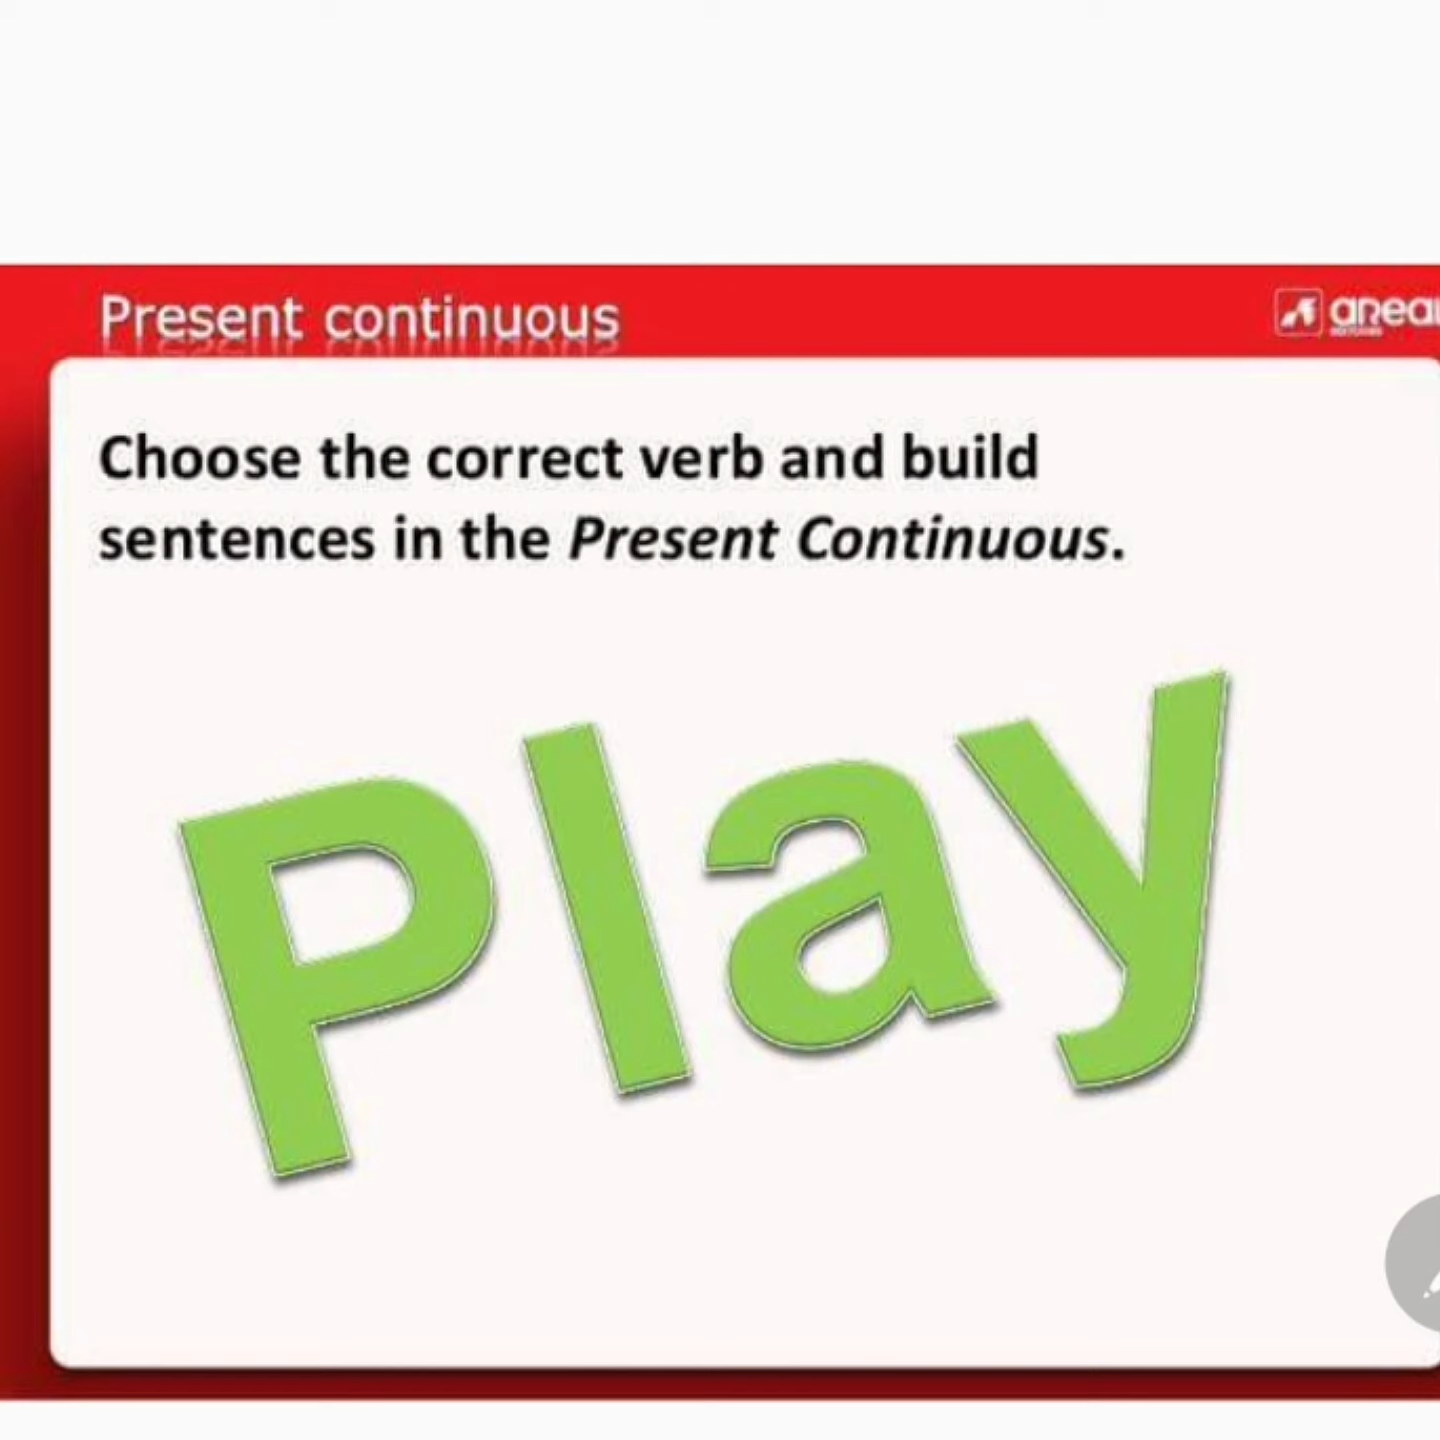 Present continuous
Choose the correct verb and build
sentences in the Present Continuous.
Play